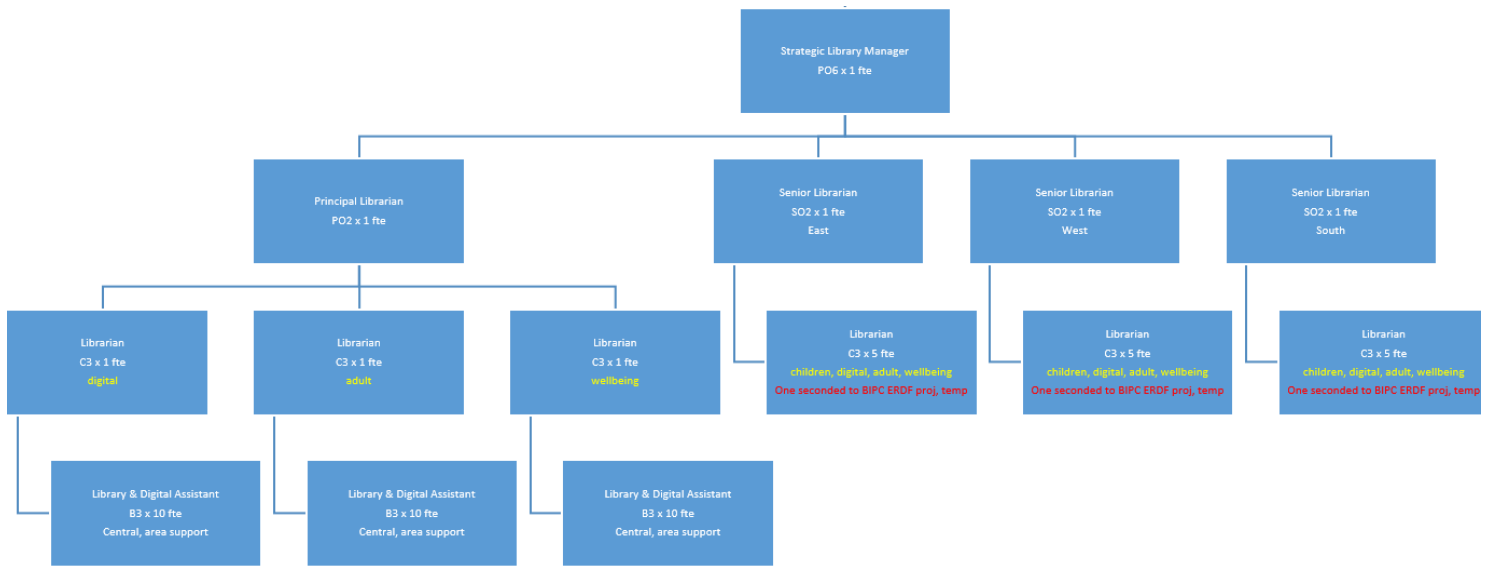 Strategic Library Manager
PO6 x 1 fte
Principal Librarian
PO2 x 1 fte
Senior Librarian
SO2 x 1 fte
East
Senior Librarian
SO2 x 1 fte
West
Senior Librarian
SO2 x 1 fte
South
Librarian
C3 x 1 fte
digital
Librarian
C3 x 1 fte
adult
Librarian
C3 x 1 fte
wellbeing
Librarian
C3 x 5 fte
children, digital, adult, wellbeing
One seconded to BIPC ERDF proj, temp
Librarian
C3 x 5 fte
children, digital, adult, wellbeing
One seconded to BIPC ERDF proj, temp
Librarian
C3 x 5 fte
children, digital, adult, wellbeing
One seconded to BIPC ERDF proj, temp
Library & Digital Assistant
B3 x 10 fte
Central, area support
Library & Digital Assistant
B3 x 10 fte
Central, area support
Library & Digital Assistant
B3 x 10 fte
Central, area support